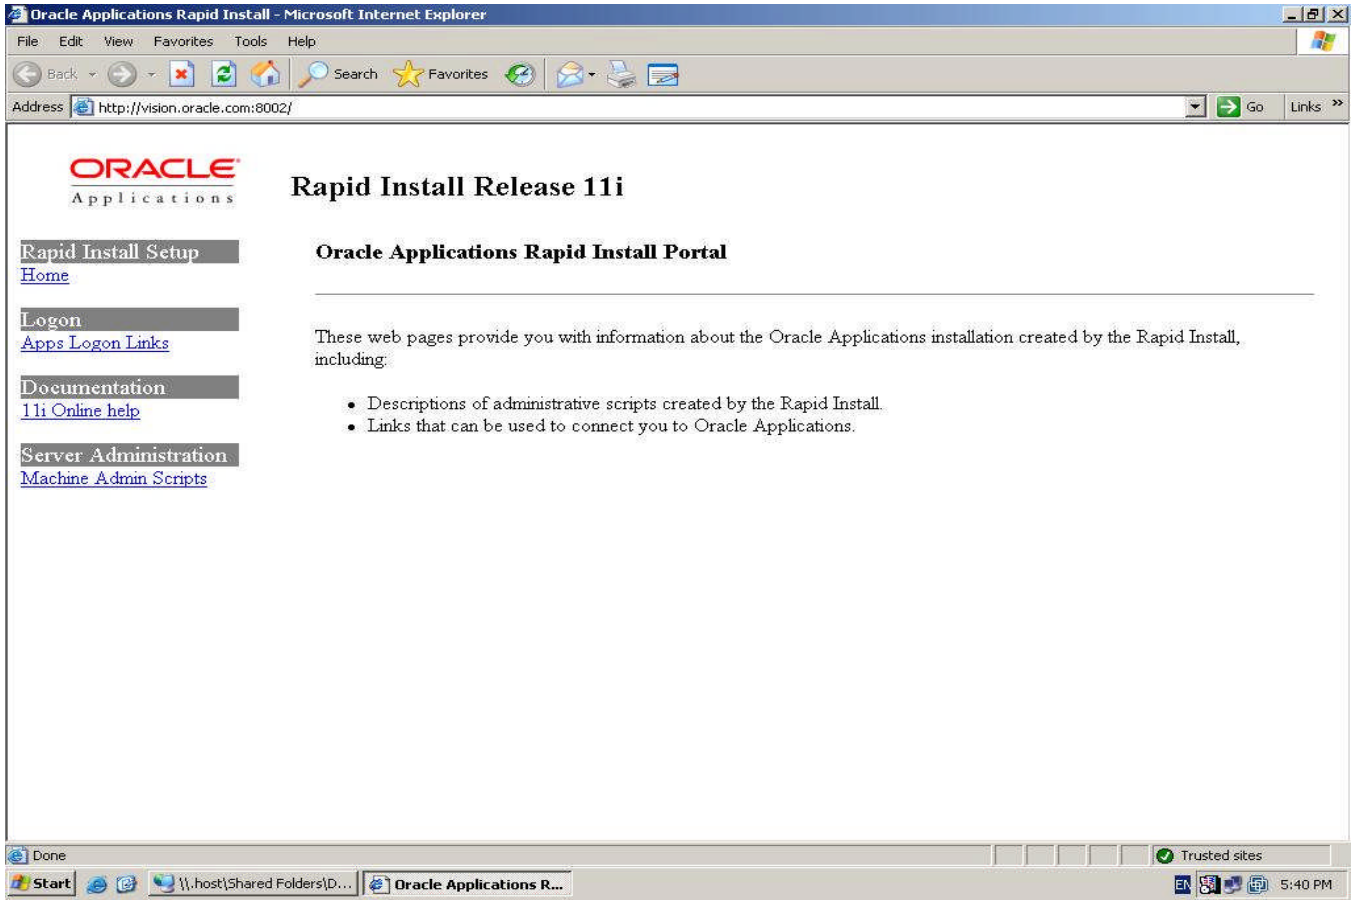 Oracle Applications Rapid Install - Microsoft Internet Explorer
File Edit View Favorites Tools Help
Back Search Favorites
Address http://vision.oracle.com:8002/ Go Links »
ORACLE
Applications
Rapid Install Release 11i
Rapid Install Setup
Home
Logon
Apps Logon Links
Documentation
11i Online help
Server Administration
Machine Admin Scripts
Oracle Applications Rapid Install Portal
These web pages provide you with information about the Oracle Applications installation created by the Rapid Install,
including:
• Descriptions of administrative scripts created by the Rapid Install.
• Links that can be used to connect you to Oracle Applications.
Done Trusted sites
Start \\.host\Shared Folders\D... Oracle Applications R... EN 5:40 PM